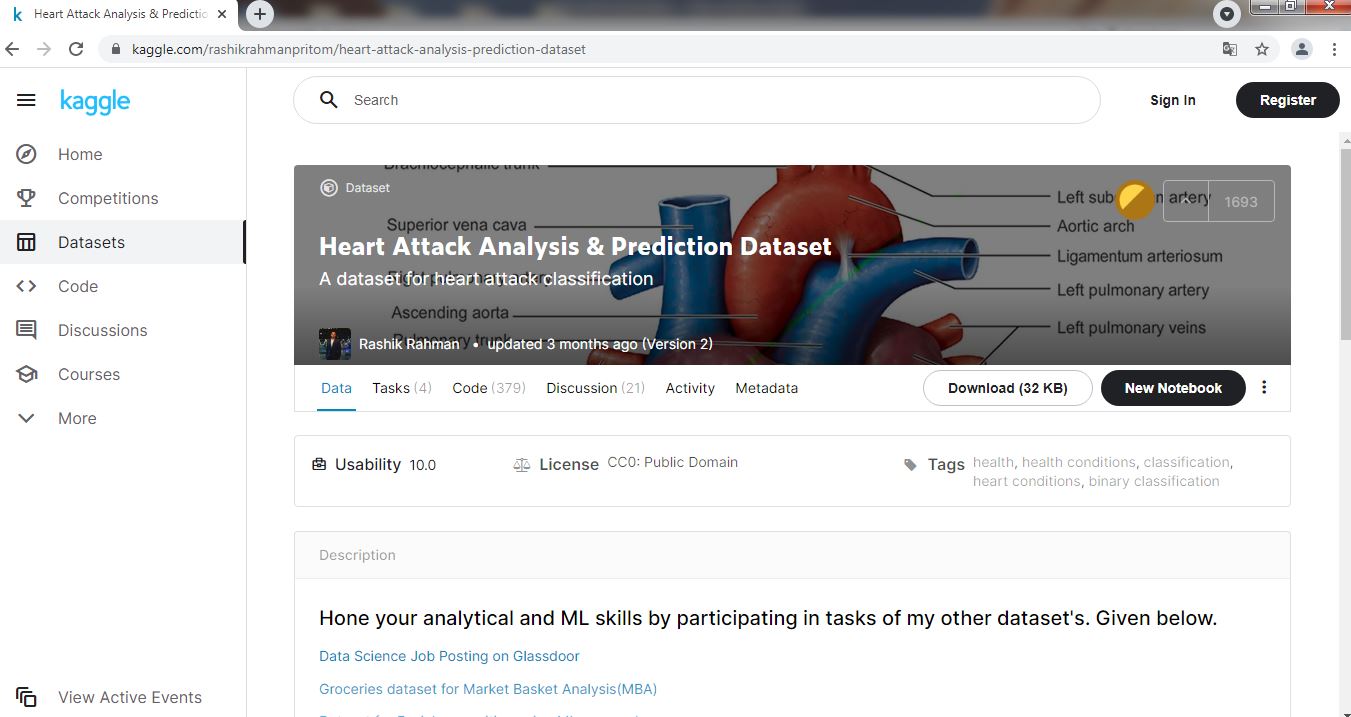 Heart Attack Analysis & Predictio
kaggle.com/rashikrahmanpritom/heart-attack-analysis-prediction-dataset
kaggle
Search
Sign In
Register
Home
Competitions
Datasets
Code
Discussions
Courses
More
View Active Events
Brachiocephalic trunk
Dataset
Left sub n artery
1693
Superior vena cava
Aortic arch
Heart Attack Analysis & Prediction Dataset
Ligamentum arteriosum
A dataset for heart attack classification
Left pulmonary artery
Ascending aorta
Left pulmonary veins
Pulmonary trunk
Rashik Rahman • updated 3 months ago (Version 2)
Data Tasks (4) Code (379) Discussion (21) Activity Metadata
Download (32 KB)
New Notebook
Usability 10.0
License CC0: Public Domain
Tags health, health conditions, classification,
heart conditions, binary classification
Description
Hone your analytical and ML skills by participating in tasks of my other dataset's. Given below.
Data Science Job Posting on Glassdoor
Groceries dataset for Market Basket Analysis(MBA)